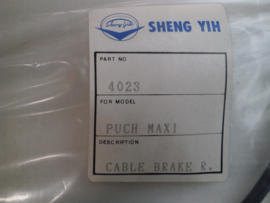 Sheng Yih
SHENG YIH
PART NO
4023
FOR MODEL
PUCH MAXI
DESCRIPTION
CABLE BRAKE R.